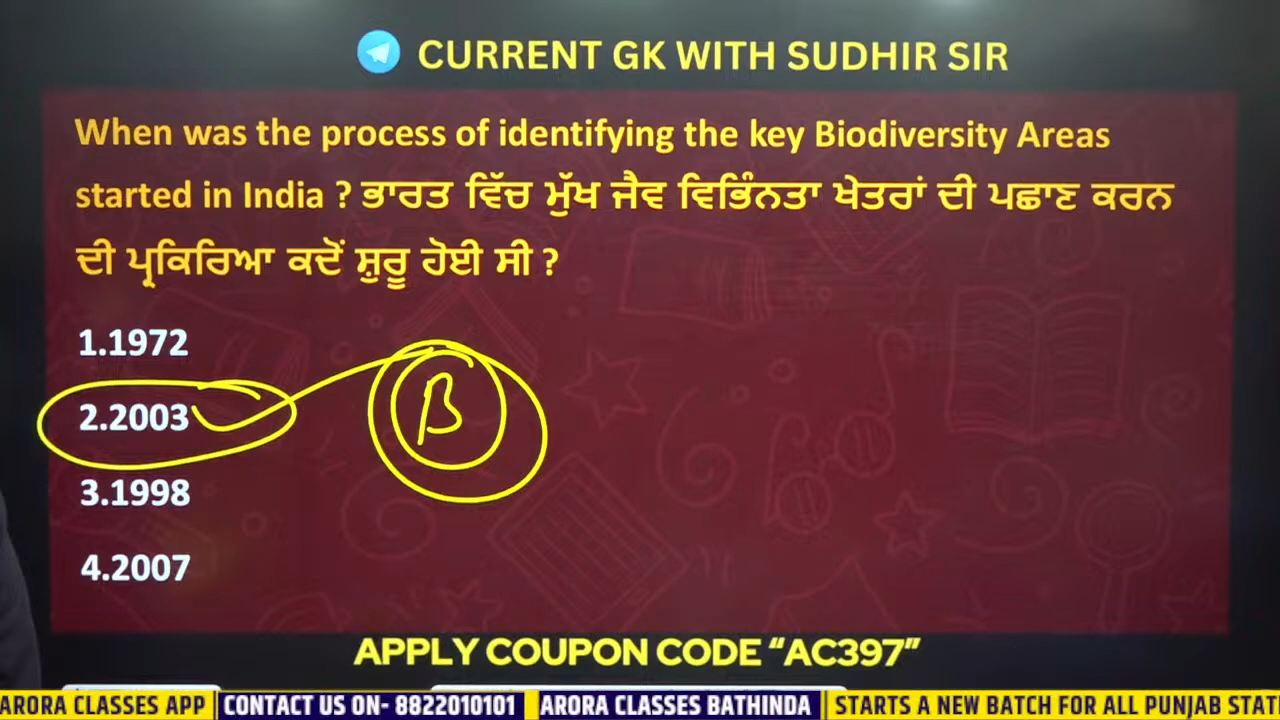 CURRENT GK WITH SUDHIR SIR
When was the process of identifying the key Biodiversity Areas
started in India ? ਭਾਰਤ ਵਿੱਚ ਮੁੱਖ ਜੈਵ ਵਿਭਿੰਨਤਾ ਖੇਤਰਾਂ ਦੀ ਪਛਾਣ ਕਰਨ
ਦੀ ਪ੍ਰਕਿਰਿਆ ਕਦੋਂ ਸ਼ੁਰੂ ਹੋਈ ਸੀ ?
1.1972
2.2003
B
3.1998
4.2007
APPLY COUPON CODE “AC397”
ARORA CLASSES APP | CONTACT US ON- 8822010101 | ARORA CLASSES BATHINDA | STARTS A NEW BATCH FOR ALL PUNJAB STAT